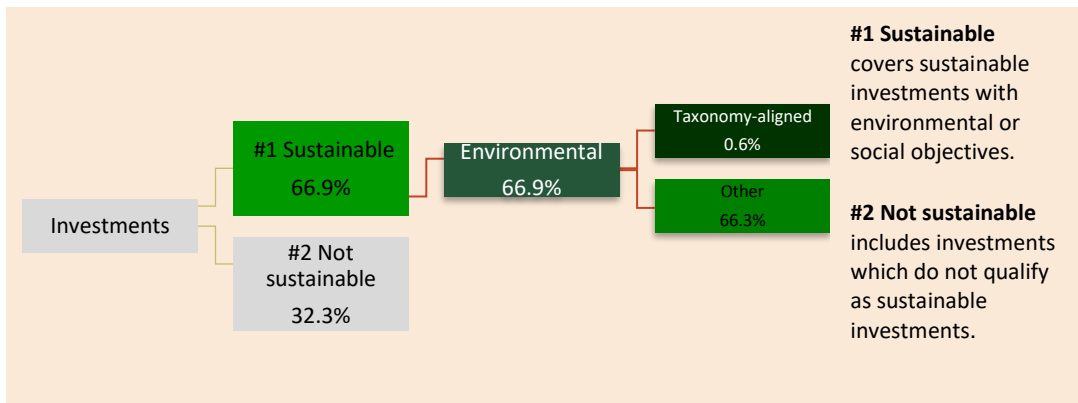 Investments
#1 Sustainable
66.9%
#2 Not
sustainable
32.3%
Environmental
66.9%
Taxonomy-aligned
0.6%
Other
66.3%
#1 Sustainable
covers sustainable
investments with
environmental or
social objectives.
#2 Not sustainable
includes investments
which do not qualify
as sustainable
investments.